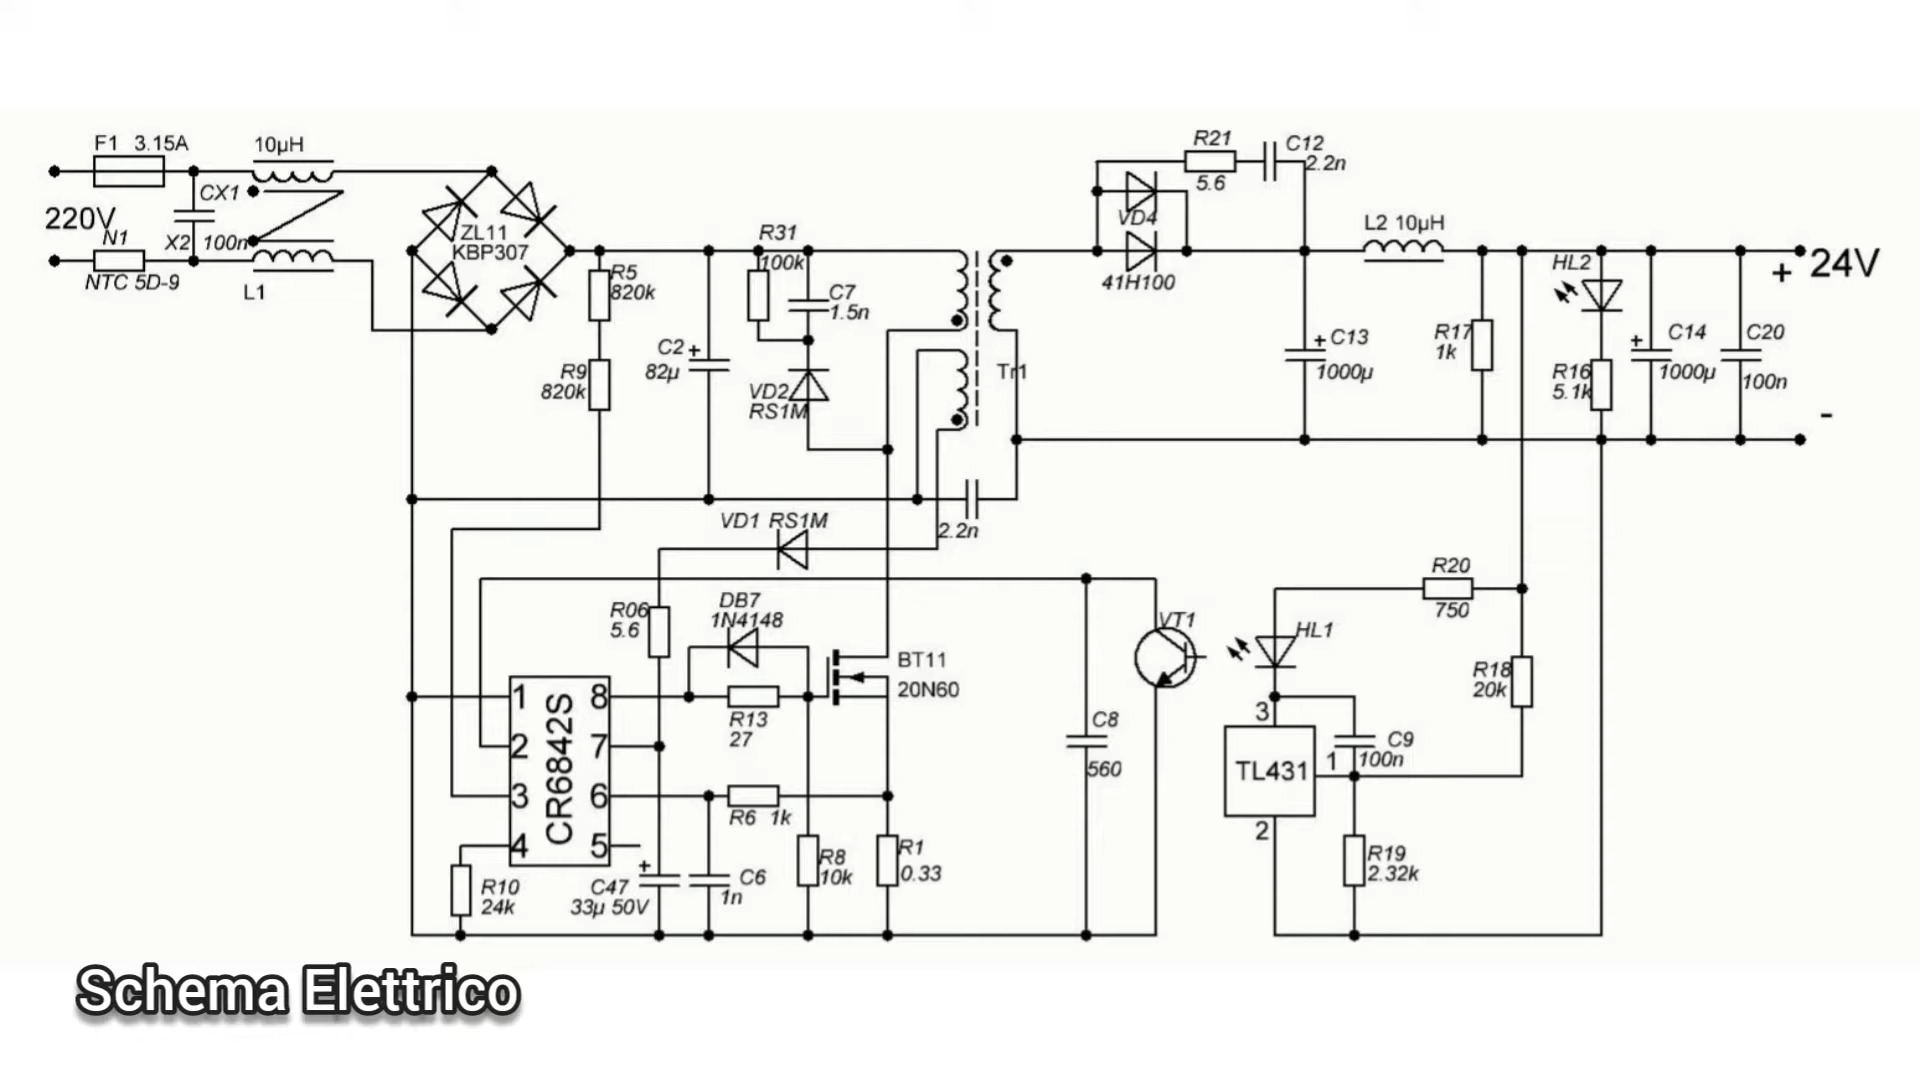 F1 3.15A
10µH
CX1
220V
N1
X2 100n
NTC 5D-9
L1
ZL11
KBP307
R5
820k
R9
820k
C2 +
82µ
R31
100k
C7
1.5n
VD2
RS1M
Tr1
2.2n
VD1 RS1M
R21
5.6
C12
2.2n
VD4
41H100
L2 10µH
+ C13
1000µ
R17
1k
HL2
R16
5.1k
+ C14
1000µ
C20
100n
+ 24V
-
R06
5.6
DB7
1N4148
BT11
20N60
R13
27
CR6842S
1 8
2 7
3 6
4 5
R6 1k
R10
24k
+
C47
33µ 50V
C6
1n
R8
10k
R1
0.33
C8
560
VT1
HL1
R20
750
R18
20k
3
TL431
1
2
C9
100n
R19
2.32k
Schema Elettrico